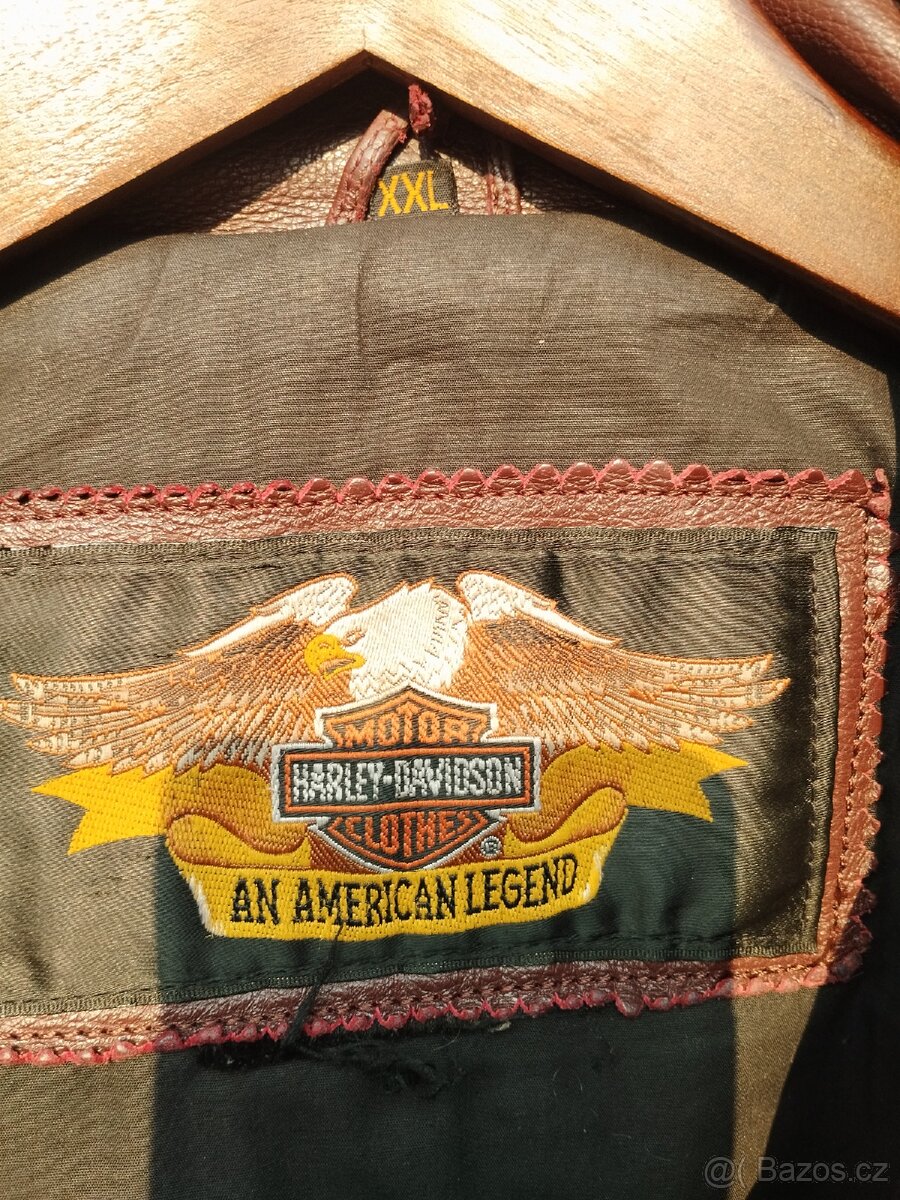 XXL
MOTOR
HARLEY-DAVIDSON
CLOTHES
®
AN AMERICAN LEGEND
@( Bazos.cz